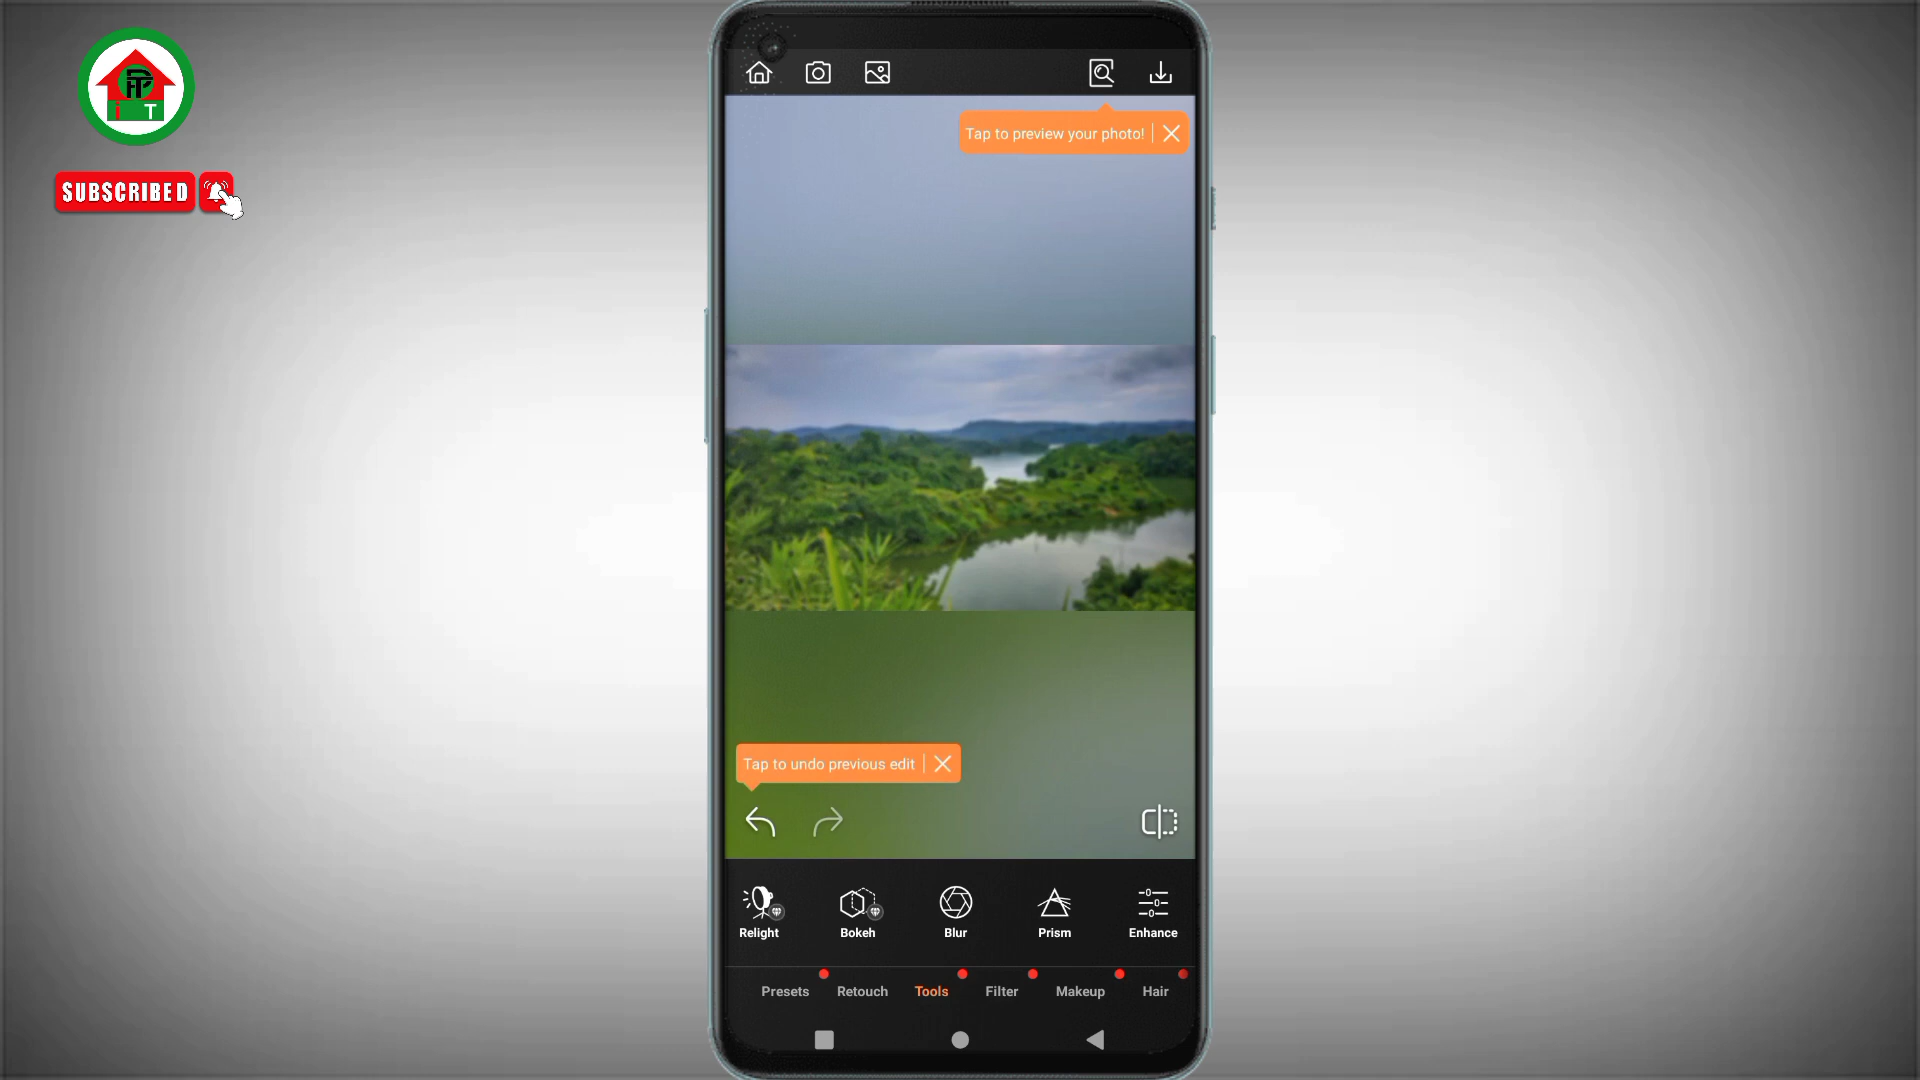 PHT
i T
SUBSCRIBED
Tap to preview your photo!
Tap to undo previous edit
Relight Bokeh Blur Prism Enhance
Presets Retouch Tools Filter Makeup Hair